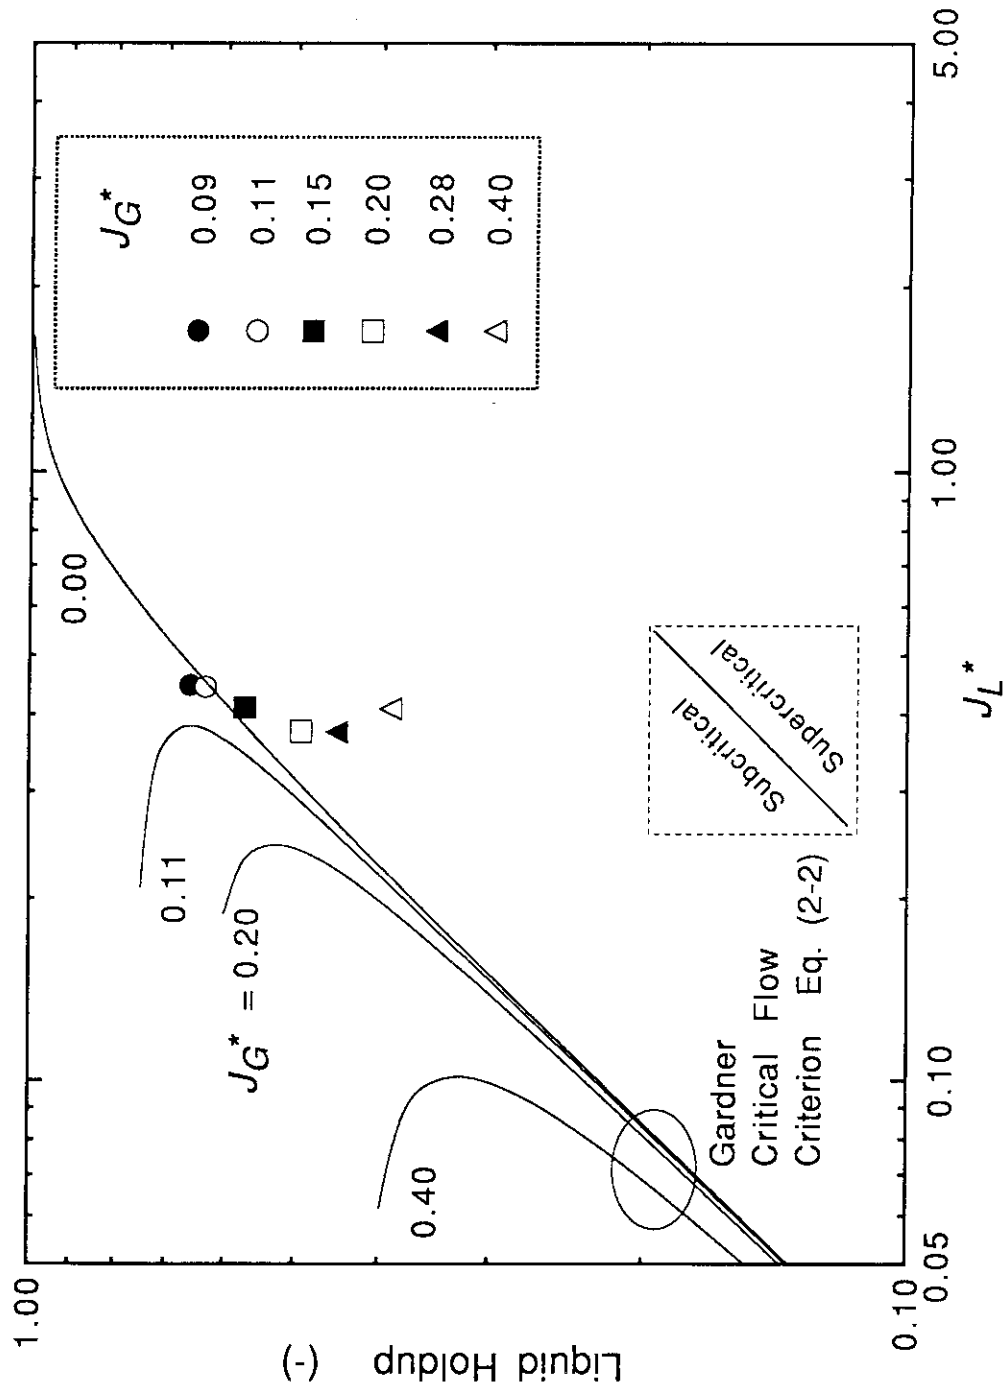 Liquid Holdup (-)
1.00
0.10
0.05
0.10
1.00
5.00
J_L*
0.00
0.11
J_G* = 0.20
0.40
J_G*
● 0.09
○ 0.11
■ 0.15
□ 0.20
▲ 0.28
△ 0.40
Gardner
Critical Flow
Criterion Eq. (2-2)
Subcritical
Supercritical